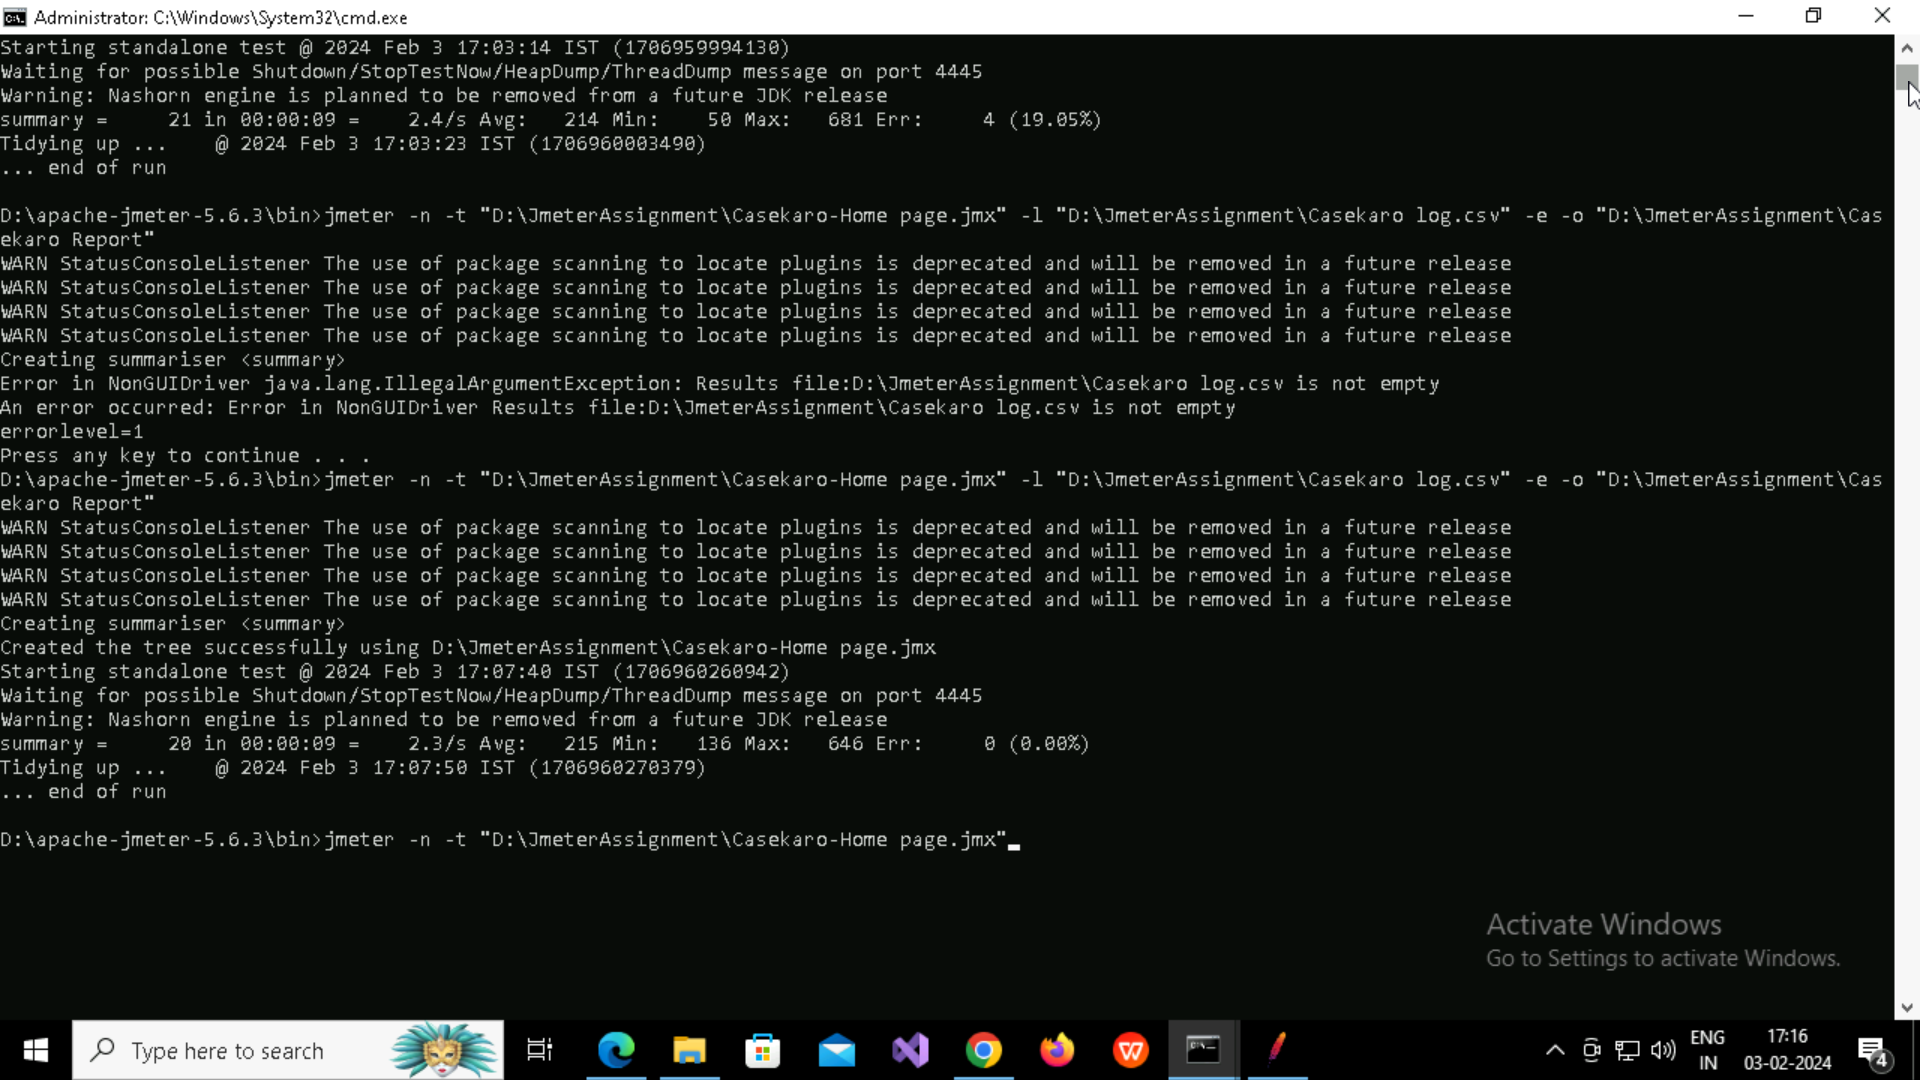 Administrator: C:\Windows\System32\cmd.exe
Starting standalone test @ 2024 Feb 3 17:03:14 IST (1706959994130)
Waiting for possible Shutdown/StopTestNow/HeapDump/ThreadDump message on port 4445
Warning: Nashorn engine is planned to be removed from a future JDK release
summary =     21 in 00:00:09 =    2.4/s Avg:   214 Min:    50 Max:   681 Err:     4 (19.05%)
Tidying up ...    @ 2024 Feb 3 17:03:23 IST (1706960003490)
... end of run
D:\apache-jmeter-5.6.3\bin>jmeter -n -t "D:\JmeterAssignment\Casekaro-Home page.jmx" -l "D:\JmeterAssignment\Casekaro log.csv" -e -o "D:\JmeterAssignment\Cas
ekaro Report"
WARN StatusConsoleListener The use of package scanning to locate plugins is deprecated and will be removed in a future release
WARN StatusConsoleListener The use of package scanning to locate plugins is deprecated and will be removed in a future release
WARN StatusConsoleListener The use of package scanning to locate plugins is deprecated and will be removed in a future release
WARN StatusConsoleListener The use of package scanning to locate plugins is deprecated and will be removed in a future release
Creating summariser <summary>
Error in NonGUIDriver java.lang.IllegalArgumentException: Results file:D:\JmeterAssignment\Casekaro log.csv is not empty
An error occurred: Error in NonGUIDriver Results file:D:\JmeterAssignment\Casekaro log.csv is not empty
errorlevel=1
Press any key to continue . . .
D:\apache-jmeter-5.6.3\bin>jmeter -n -t "D:\JmeterAssignment\Casekaro-Home page.jmx" -l "D:\JmeterAssignment\Casekaro log.csv" -e -o "D:\JmeterAssignment\Cas
ekaro Report"
WARN StatusConsoleListener The use of package scanning to locate plugins is deprecated and will be removed in a future release
WARN StatusConsoleListener The use of package scanning to locate plugins is deprecated and will be removed in a future release
WARN StatusConsoleListener The use of package scanning to locate plugins is deprecated and will be removed in a future release
WARN StatusConsoleListener The use of package scanning to locate plugins is deprecated and will be removed in a future release
Creating summariser <summary>
Created the tree successfully using D:\JmeterAssignment\Casekaro-Home page.jmx
Starting standalone test @ 2024 Feb 3 17:07:40 IST (1706960260942)
Waiting for possible Shutdown/StopTestNow/HeapDump/ThreadDump message on port 4445
Warning: Nashorn engine is planned to be removed from a future JDK release
summary =     20 in 00:00:09 =    2.3/s Avg:   215 Min:   136 Max:   646 Err:     0 (0.00%)
Tidying up ...    @ 2024 Feb 3 17:07:50 IST (1706960270379)
... end of run
D:\apache-jmeter-5.6.3\bin>jmeter -n -t "D:\JmeterAssignment\Casekaro-Home page.jmx"
Activate Windows
Go to Settings to activate Windows.
Type here to search
ENG
IN
17:16
03-02-2024
4